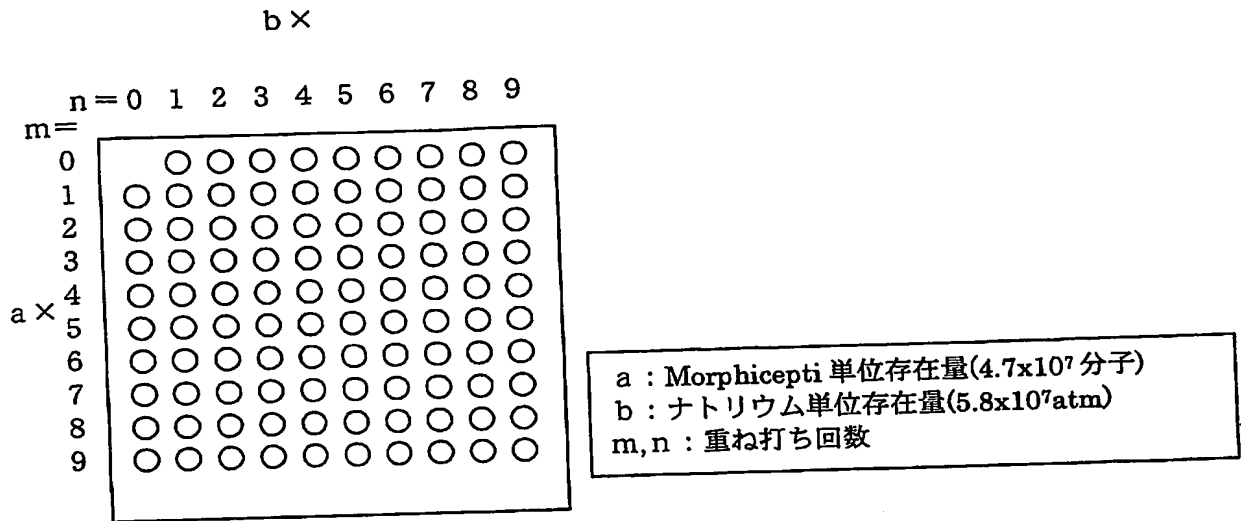 b ×
n = 0 1 2 3 4 5 6 7 8 9
m=
0
1
2
3
a × 4
5
6
7
8
9
a : Morphicepti 単位存在量(4.7x10⁷ 分子)
b : ナトリウム単位存在量(5.8x10⁷atm)
m,n : 重ね打ち回数